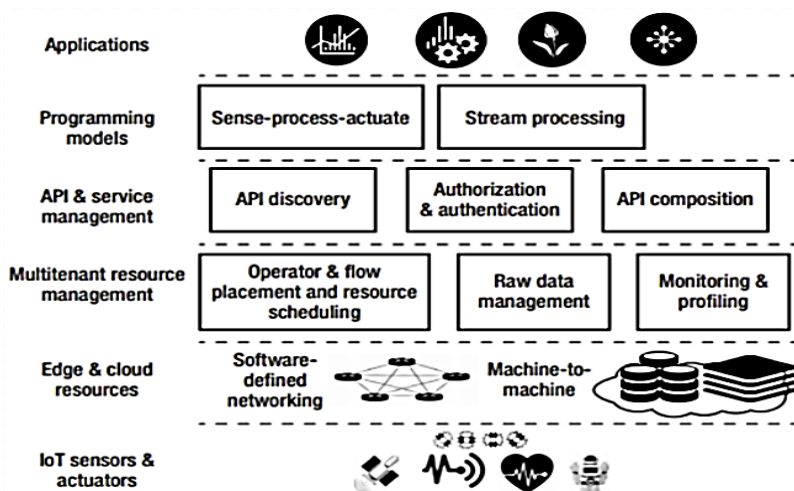 Applications
Programming
models
Sense-process-actuate
Stream processing
API & service
management
API discovery
Authorization
& authentication
API composition
Multitenant resource
management
Operator & flow
placement and resource
scheduling
Raw data
management
Monitoring &
profiling
Edge & cloud
resources
Software-
defined
networking
Machine-to-
machine
IoT sensors &
actuators